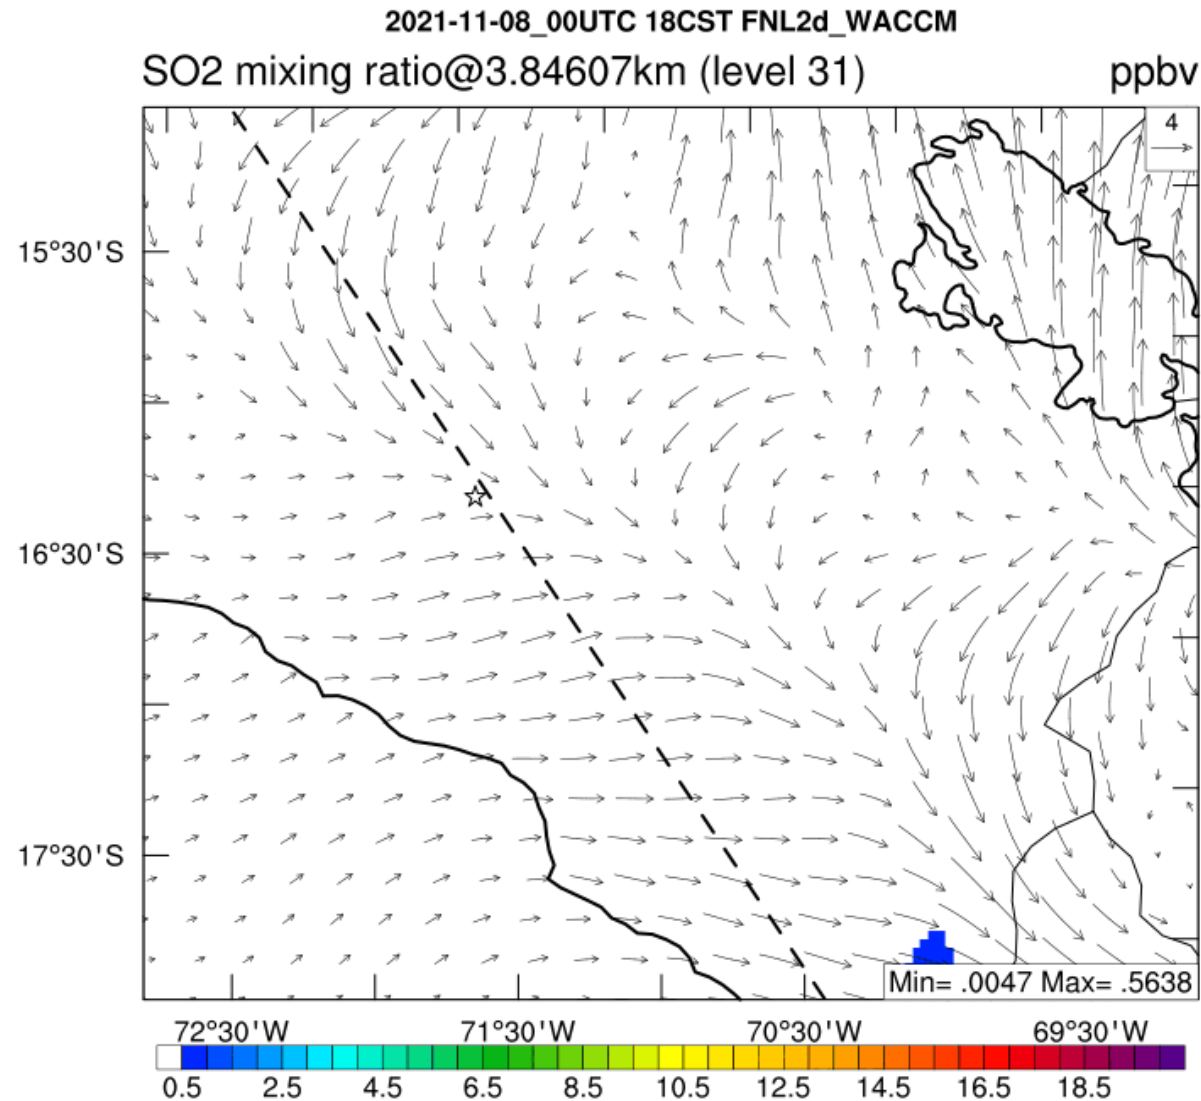 2021-11-08_00UTC 18CST FNL2d_WACCM
SO2 mixing ratio@3.84607km (level 31)
ppbv
4
15°30'S
16°30'S
17°30'S
Min= .0047 Max= .5638
72°30'W 71°30'W 70°30'W 69°30'W
0.5 2.5 4.5 6.5 8.5 10.5 12.5 14.5 16.5 18.5